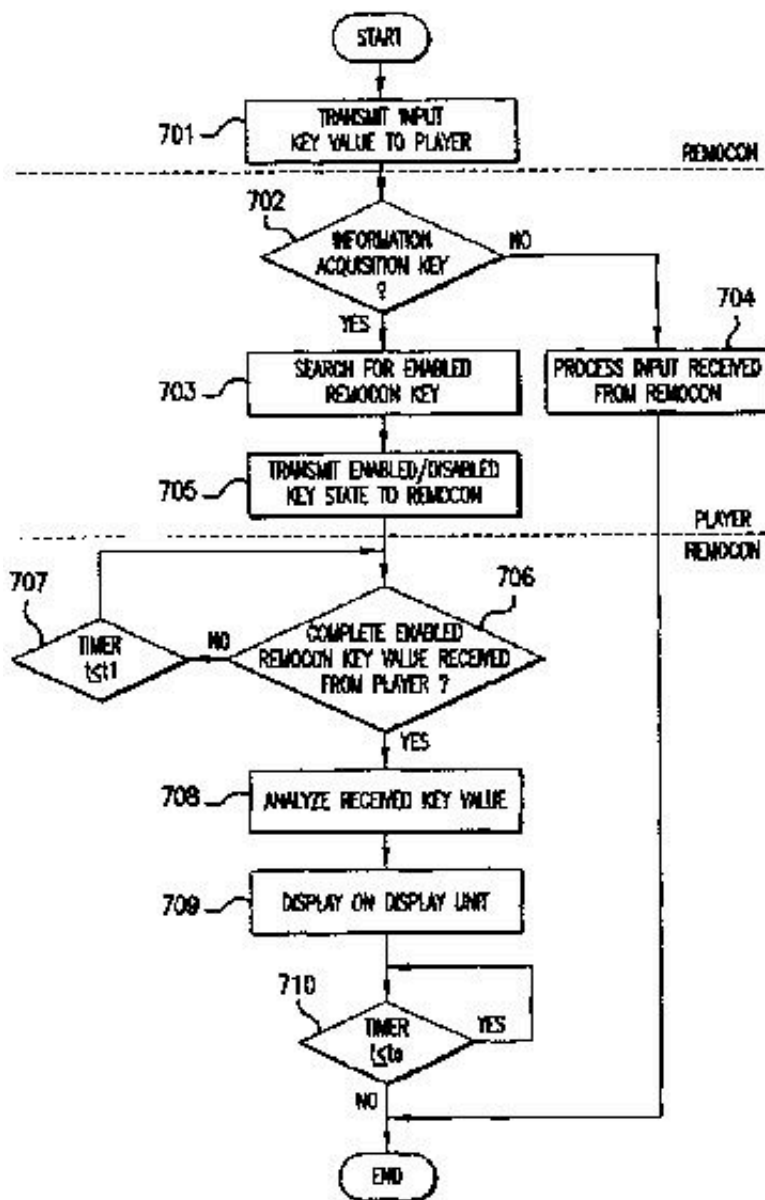 START
701
TRANSMIT INPUT
KEY VALUE TO PLAYER
REMOCON
702
INFORMATION
ACQUISITION KEY
?
NO
YES
704
703
SEARCH FOR ENABLED
REMOCON KEY
PROCESS INPUT RECEIVED
FROM REMOCON
705
TRANSMIT ENABLED/DISABLED
KEY STATE TO REMOCON
PLAYER
REMOCON
707
706
TIMER
t≤t1
NO
COMPLETE ENABLED
REMOCON KEY VALUE RECEIVED
FROM PLAYER ?
YES
708
ANALYZE RECEIVED KEY VALUE
709
DISPLAY ON DISPLAY UNIT
710
TIMER
t≤to
YES
NO
END